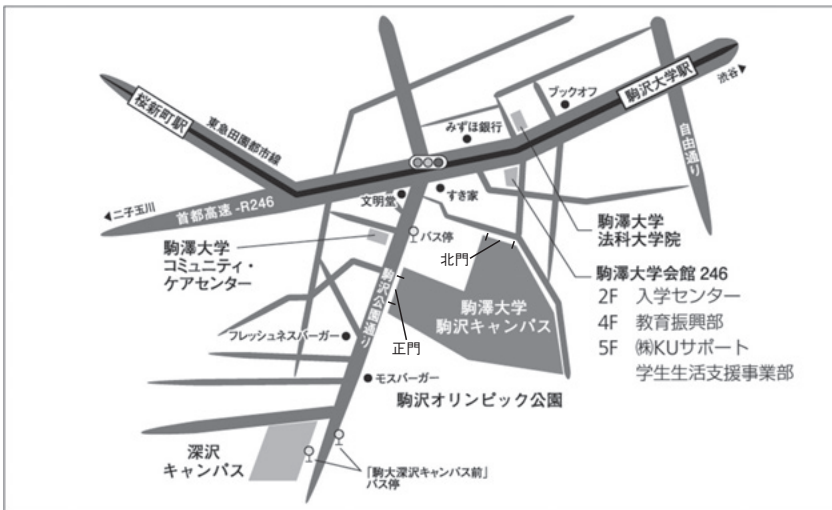 桜新町駅
東急田園都市線
駒沢大学駅
渋谷▶
ブックオフ
みずほ銀行
自由通り
◀二子玉川
首都高速-R246
文明堂
すき家
バス停
駒澤大学
コミュニティ・
ケアセンター
北門
駒澤大学
法科大学院
駒澤大学会館 246
2F 入学センター
4F 教育振興部
5F ㈱KUサポート
学生生活支援事業部
駒沢公園通り
駒澤大学
駒沢キャンパス
正門
フレッシュネスバーガー
モスバーガー
駒沢オリンピック公園
深沢
キャンパス
「駒大深沢キャンパス前」
バス停